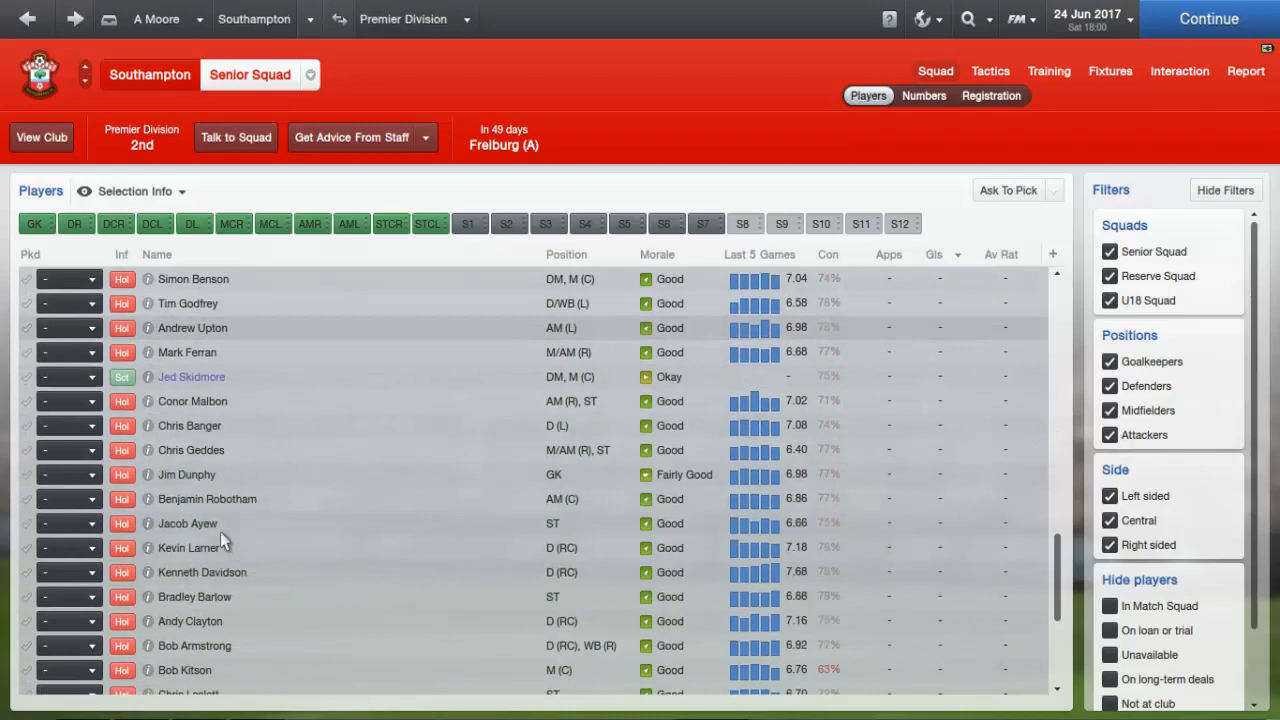 A Moore Southampton Premier Division ? FM 24 Jun 2017 Continue
Sat 18:00
Southampton Senior Squad Squad Tactics Training Fixtures Interaction Report
Players Numbers Registration
View Club Premier Division Talk to Squad Get Advice From Staff In 49 days
2nd Freiburg (A)
Players Selection Info Ask To Pick Filters Hide Filters
GK DR DCR DCL DL MCR MCL AMR AML STCR STCL S1 S2 S3 S4 S5 S6 S7 S8 S9 S10 S11 S12
Pkd Inf Name Position Morale Last 5 Games Con Apps Gls Av Rat +
- Hol i Simon Benson DM, M (C) Good 7.04 74% - - -
- Hol i Tim Godfrey D/WB (L) Good 6.58 - - -
- Hol i Andrew Upton AM (L) Good 6.98 - - -
- Hol i Mark Ferran M/AM (R) Good 6.68 77% - - -
- Sct i Jed Skidmore DM, M (C) Okay - 75% - - -
- Hol i Conor Malbon AM (R), ST Good 7.02 71% - - -
- Hol i Chris Banger D (L) Good 7.08 74% - - -
- Hol i Chris Geddes M/AM (R), ST Good 6.40 77% - - -
- Hol i Jim Dunphy GK Fairly Good 6.98 77% - - -
- Hol i Benjamin Robotham AM (C) Good 6.86 77% - - -
- Hol i Jacob Ayew ST Good 6.66 75% - - -
- Hol i Kevin Larner D (RC) Good 7.18 - - -
- Hol i Kenneth Davidson D (RC) Good 7.68 - - -
- Hol i Bradley Barlow ST Good 6.88 79% - - -
- Hol i Andy Clayton D (RC) Good 7.16 75% - - -
- Hol i Bob Armstrong D (RC), WB (R) Good 6.92 77% - - -
- Hol i Bob Kitson M (C) Good 6.76 63% - - -
ST Good 6.70
Squads
Senior Squad
Reserve Squad
U18 Squad
Positions
Goalkeepers
Defenders
Midfielders
Attackers
Side
Left sided
Central
Right sided
Hide players
In Match Squad
On loan or trial
Unavailable
On long-term deals
Not at club